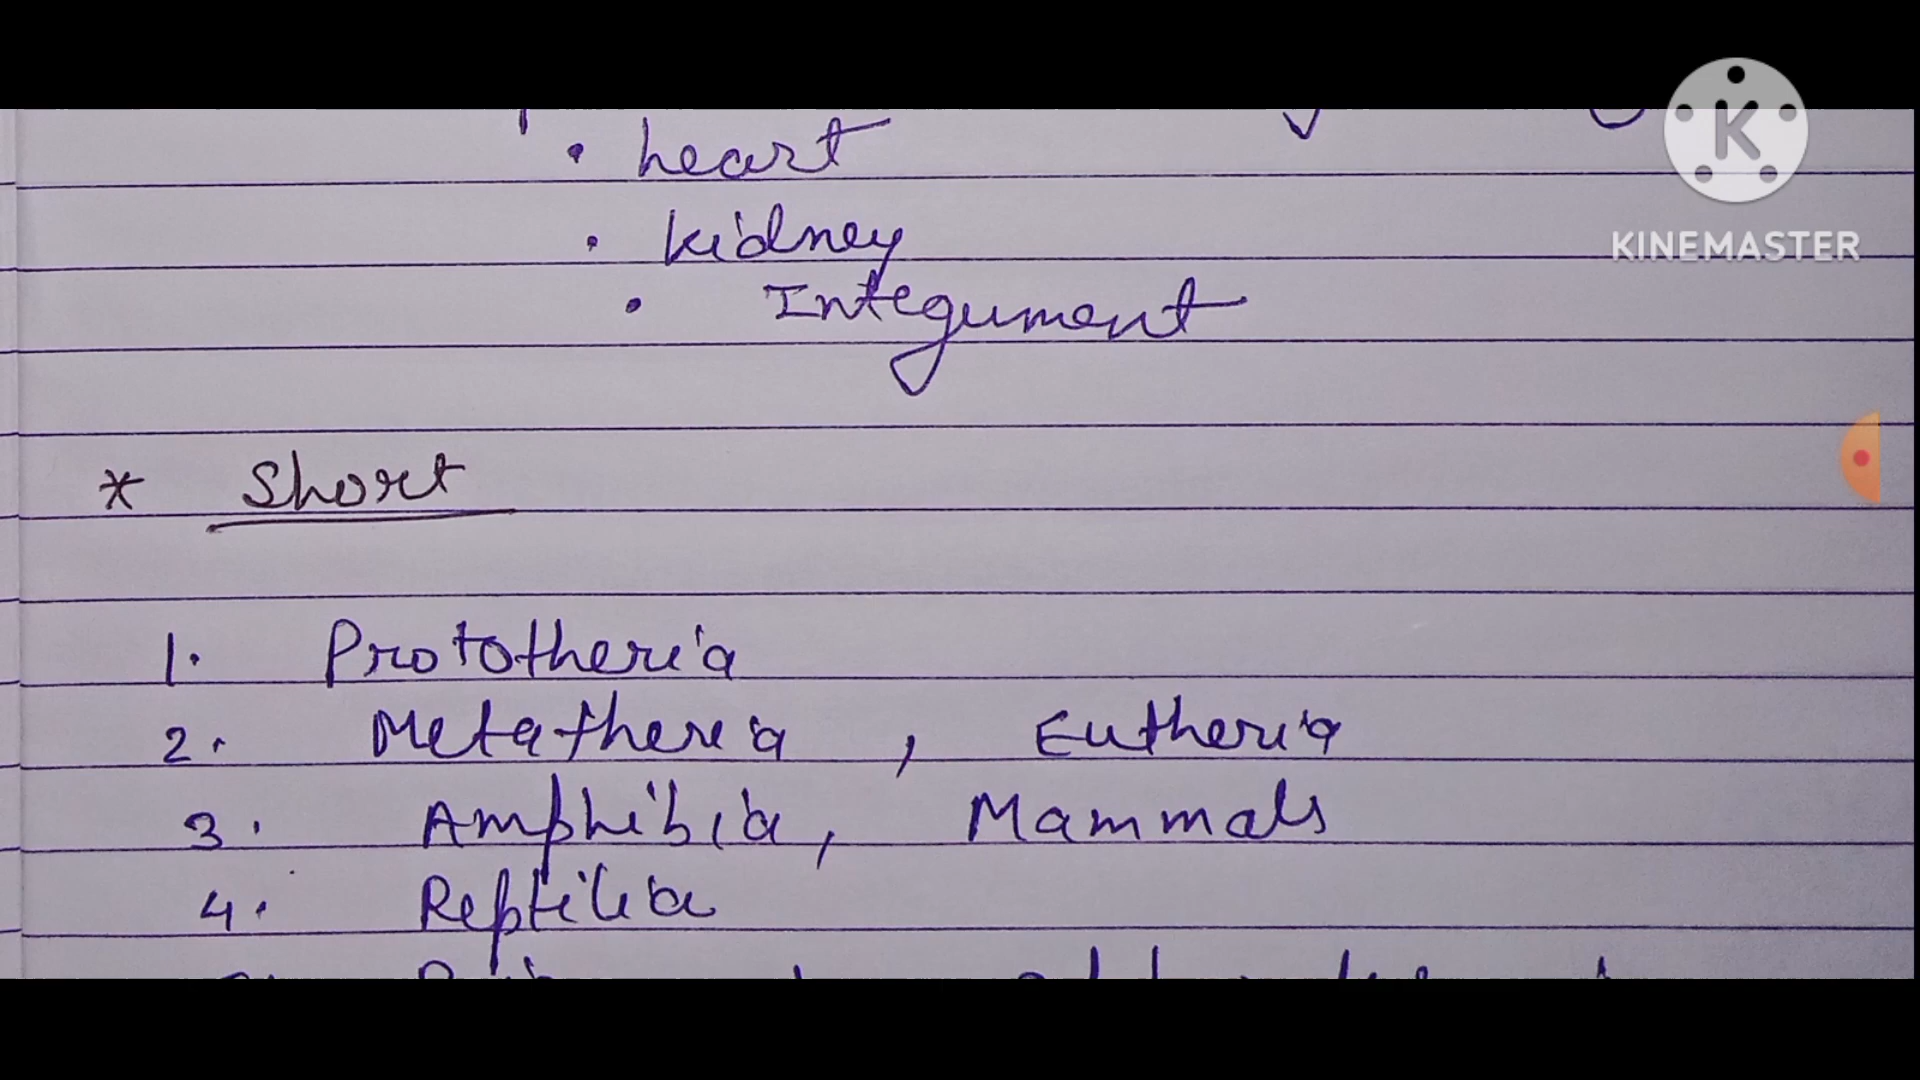 • heart
• kidney
• Integument
* Short
1. Prototheria
2. Metatheria , Eutheria
3. Amphibia, Mammals
4. Reptilia
K
KINEMASTER